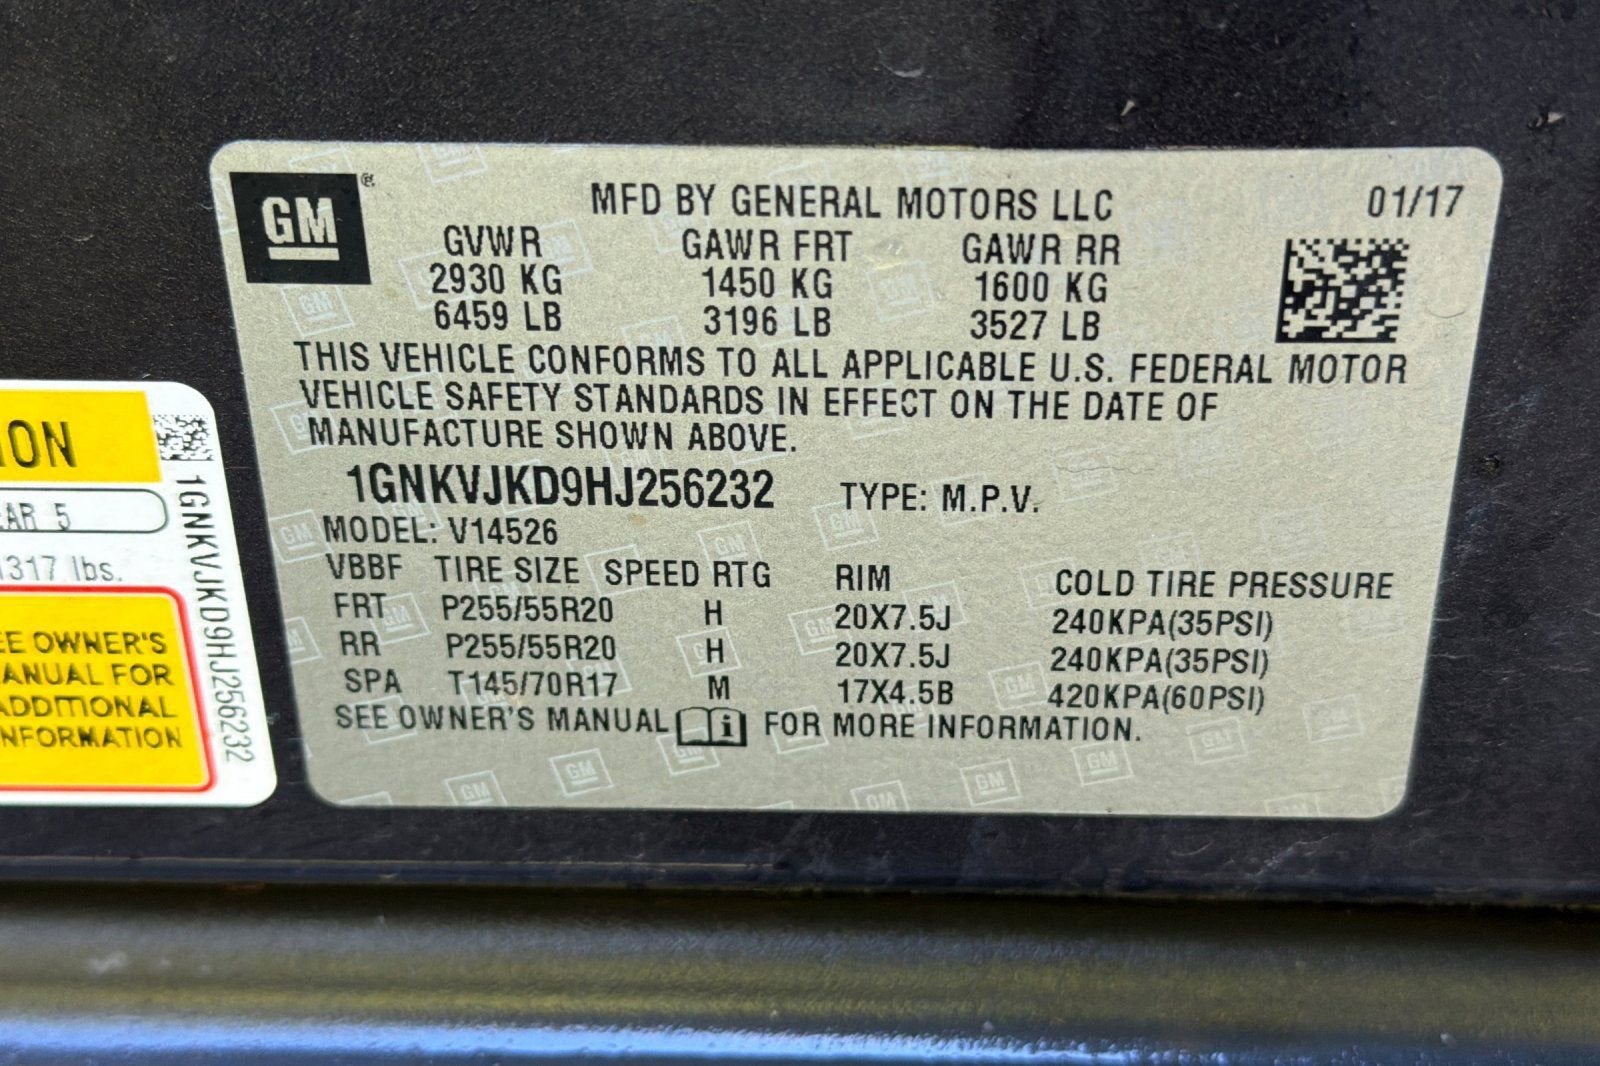 GM
MFD BY GENERAL MOTORS LLC 01/17
GVWR GAWR FRT GAWR RR
2930 KG 1450 KG 1600 KG
6459 LB 3196 LB 3527 LB
THIS VEHICLE CONFORMS TO ALL APPLICABLE U.S. FEDERAL MOTOR
VEHICLE SAFETY STANDARDS IN EFFECT ON THE DATE OF
MANUFACTURE SHOWN ABOVE.
1GNKVJKD9HJ256232 TYPE: M.P.V.
MODEL: V14526
VBBF TIRE SIZE SPEED RTG RIM COLD TIRE PRESSURE
FRT P255/55R20 H 20X7.5J 240KPA(35PSI)
RR P255/55R20 H 20X7.5J 240KPA(35PSI)
SPA T145/70R17 M 17X4.5B 420KPA(60PSI)
SEE OWNER'S MANUAL i FOR MORE INFORMATION.
ION
AR 5
1317 lbs.
EE OWNER'S
ANUAL FOR
ADDITIONAL
NFORMATION
1GNKVJKD9HJ256232